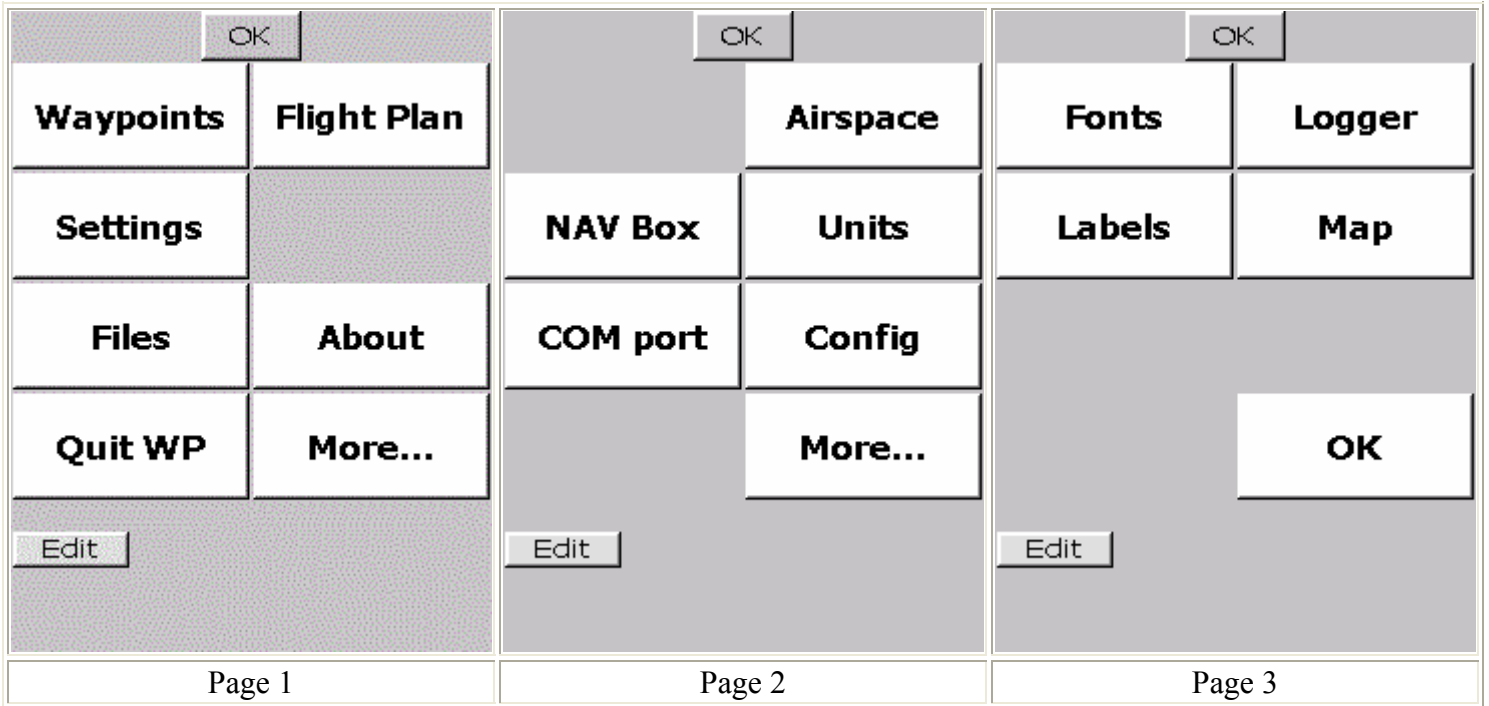 OK
Waypoints Flight Plan
Settings
Files About
Quit WP More...
Edit
Page 1
OK
Airspace
NAV Box Units
COM port Config
More...
Edit
Page 2
OK
Fonts Logger
Labels Map
OK
Edit
Page 3